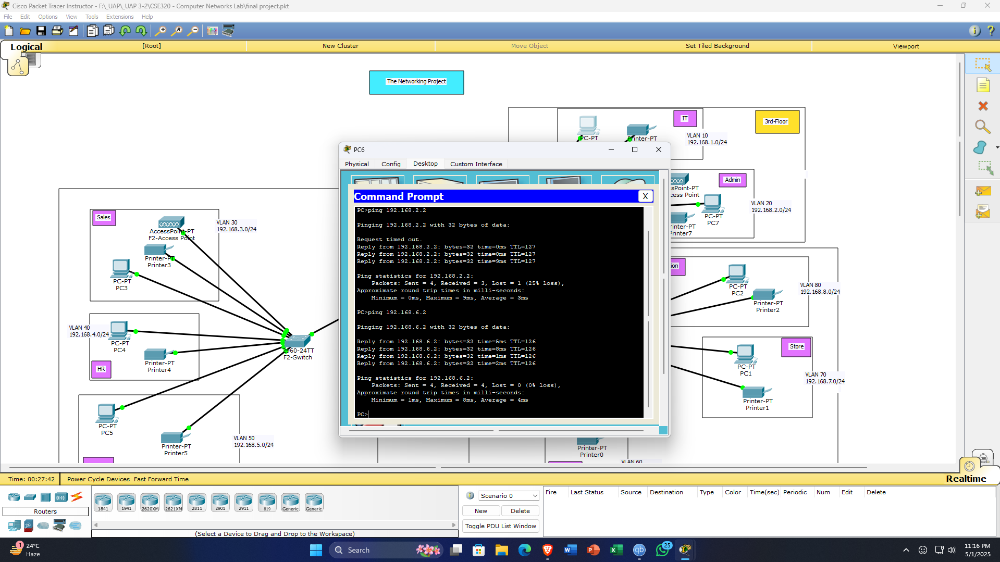 Cisco Packet Tracer Instructor - F:\_UAP\_UAP 3-2\CSE320 - Computer Networks Lab\final project.pkt
File Edit Options View Tools Extensions Help
Logical
[Root]
New Cluster
Move Object
Set Tiled Background
Viewport
The Networking Project
IT
3rd-Floor
PC-PT
Printer-PT
VLAN 10
192.168.1.0/24
Admin
Access Point
PC-PT
PC7
Printer7
VLAN 20
192.168.2.0/24
Sales
AccessPoint-PT
F2-Access Point
VLAN 30
192.168.3.0/24
Printer-PT
Printer3
PC-PT
PC3
VLAN 40
192.168.4.0/24
PC-PT
PC4
Printer-PT
Printer4
HR
2960-24TT
F2-Switch
PC-PT
PC5
Printer-PT
Printer5
VLAN 50
192.168.5.0/24
PC6
Physical Config Desktop Custom Interface
Command Prompt
X
PC>ping 192.168.2.2
Pinging 192.168.2.2 with 32 bytes of data:
Request timed out.
Reply from 192.168.2.2: bytes=32 time=0ms TTL=127
Reply from 192.168.2.2: bytes=32 time=0ms TTL=127
Reply from 192.168.2.2: bytes=32 time=9ms TTL=127
Ping statistics for 192.168.2.2:
Packets: Sent = 4, Received = 3, Lost = 1 (25% loss),
Approximate round trip times in milli-seconds:
Minimum = 0ms, Maximum = 9ms, Average = 3ms
PC>ping 192.168.6.2
Pinging 192.168.6.2 with 32 bytes of data:
Reply from 192.168.6.2: bytes=32 time=5ms TTL=126
Reply from 192.168.6.2: bytes=32 time=8ms TTL=126
Reply from 192.168.6.2: bytes=32 time=1ms TTL=126
Reply from 192.168.6.2: bytes=32 time=2ms TTL=126
Ping statistics for 192.168.6.2:
Packets: Sent = 4, Received = 4, Lost = 0 (0% loss),
Approximate round trip times in milli-seconds:
Minimum = 1ms, Maximum = 8ms, Average = 4ms
PC>
PC-PT
PC2
Printer-PT
Printer2
VLAN 80
192.168.8.0/24
Store
PC-PT
PC1
VLAN 70
192.168.7.0/24
Printer-PT
Printer1
Printer-PT
Printer0
VLAN 60
Time: 00:27:42 Power Cycle Devices Fast Forward Time
Realtime
Routers
1841 1941 2620XM 2621XM 2811 2901 2911 819 Generic Generic
(Select a Device to Drag and Drop to the Workspace)
Scenario 0
New Delete
Toggle PDU List Window
Fire Last Status Source Destination Type Color Time(sec) Periodic Num Edit Delete
1
24°C
Haze
Search
25
11:16 PM
5/1/2025